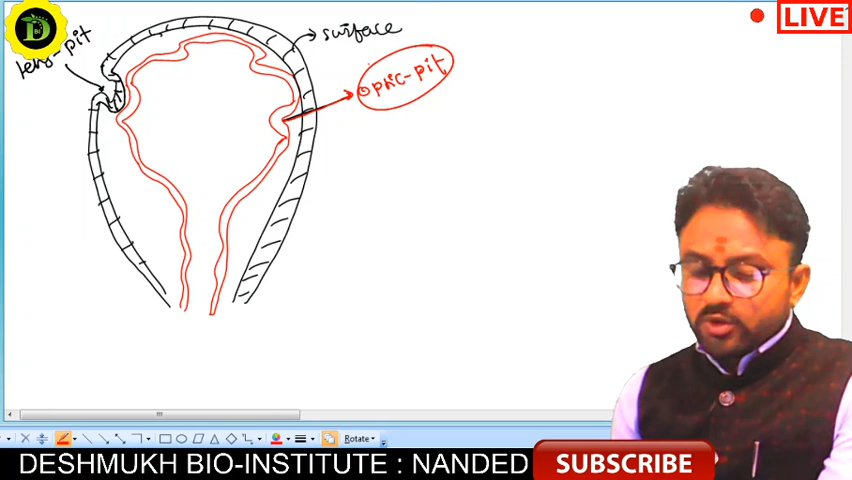 LIVE
surface
lens-pit
optic-pit
Rotate
DESHMUKH BIO-INSTITUTE : NANDED
SUBSCRIBE